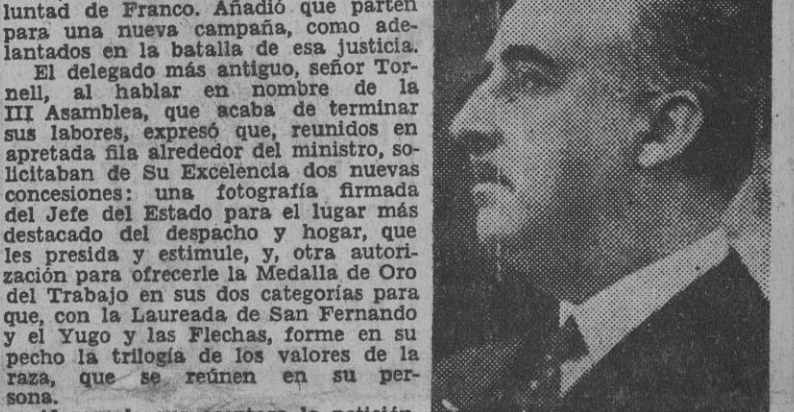 luntad de Franco. Añadió que parten
para una nueva campaña, como ade-
lantados en la batalla de esa justicia.
El delegado más antiguo, señor Tor-
nell, al hablar en nombre de la
III Asamblea, que acaba de terminar
sus labores, expresó que, reunidos en
apretada fila alrededor del ministro, so-
licitaban de Su Excelencia dos nuevas
concesiones: una fotografía firmada
del Jefe del Estado para el lugar más
destacado del despacho y hogar, que
les presida y estimule, y, otra autori-
zación para ofrecerle la Medalla de Oro
del Trabajo en sus dos categorías para
que, con la Laureada de San Fernando
y el Yugo y las Flechas, forme en su
pecho la trilogía de los valores de la
raza, que se reúnen en su per-
sona.
la petición